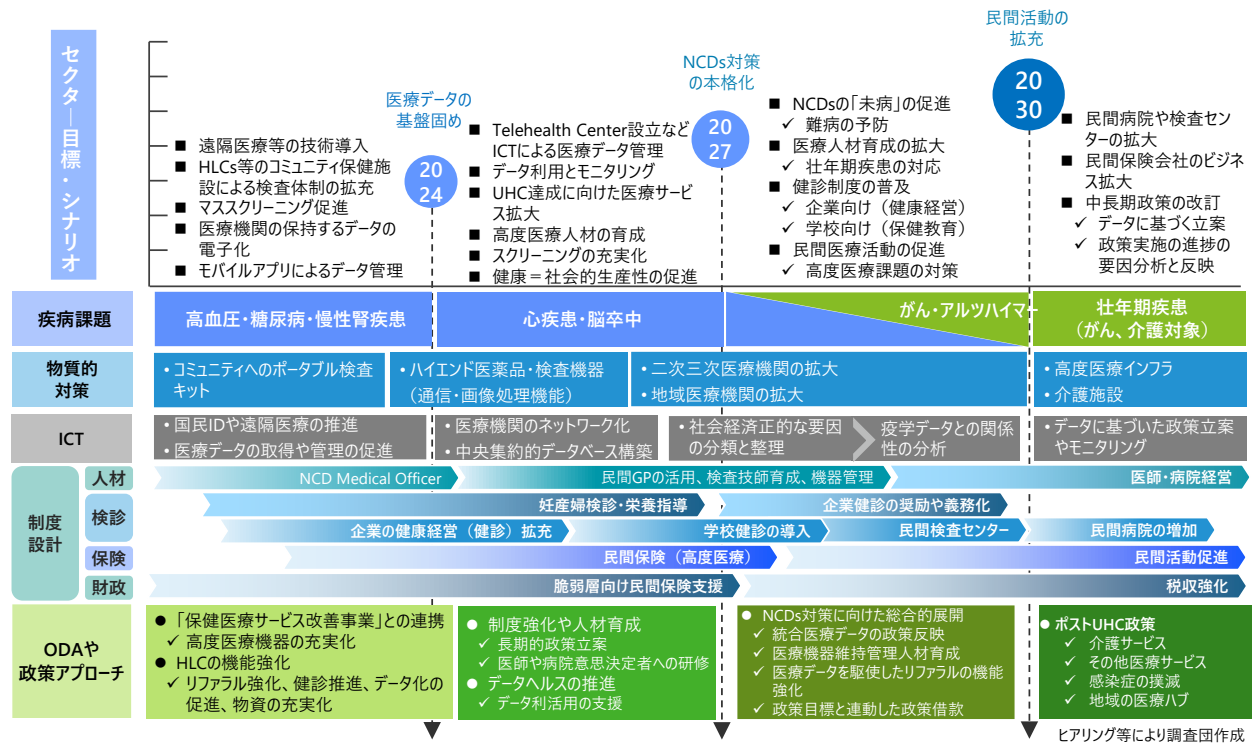 セクター目標・シナリオ
■ 遠隔医療等の技術導入
■ HLCs等のコミュニティ保健施
設による検査体制の拡充
■ マススクリーニング促進
■ 医療機関の保持するデータの
電子化
■ モバイルアプリによるデータ管理
医療データの
基盤固め
20
24
■ Telehealth Center設立など
ICTによる医療データ管理
■ データ利用とモニタリング
■ UHC達成に向けた医療サービ
ス拡大
■ 高度医療人材の育成
■ スクリーニングの充実化
■ 健康＝社会的生産性の促進
NCDs対策
の本格化
20
27
■ NCDsの「未病」の促進
✓ 難病の予防
■ 医療人材育成の拡大
✓ 壮年期疾患の対応
■ 健診制度の普及
✓ 企業向け（健康経営）
✓ 学校向け（保健教育）
■ 民間医療活動の促進
✓ 高度医療課題の対策
民間活動の
拡充
20
30
■ 民間病院や検査セン
ターの拡大
■ 民間保険会社のビジネ
ス拡大
■ 中長期政策の改訂
✓ データに基づく立案
✓ 政策実施の進捗の
要因分析と反映
疾病課題
高血圧・糖尿病・慢性腎疾患
心疾患・脳卒中
がん・アルツハイマー
壮年期疾患
（がん、介護対象）
物質的
対策
• コミュニティへのポータブル検査
キット
• ハイエンド医薬品・検査機器
（通信・画像処理機能）
• 二次三次医療機関の拡大
• 地域医療機関の拡大
• 高度医療インフラ
• 介護施設
ICT
• 国民IDや遠隔医療の推進
• 医療データの取得や管理の促進
• 医療機関のネットワーク化
• 中央集約的データベース構築
• 社会経済正的な要因
の分類と整理
疫学データとの関係
性の分析
• データに基づいた政策立案
やモニタリング
制度
設計
人材
NCD Medical Officer
民間GPの活用、検査技師育成、機器管理
医師・病院経営
検診
妊産婦検診・栄養指導
企業健診の奨励や義務化
企業の健康経営（健診）拡充
学校健診の導入
民間検査センター
民間病院の増加
保険
民間保険（高度医療）
民間活動促進
財政
脆弱層向け民間保険支援
税収強化
ODAや
政策アプローチ
● 「保健医療サービス改善事業」との連携
✓ 高度医療機器の充実化
● HLCの機能強化
✓ リファラル強化、健診推進、データ化の
促進、物資の充実化
● 制度強化や人材育成
✓ 長期的政策立案
✓ 医師や病院意思決定者への研修
● データヘルスの推進
✓ データ利活用の支援
● NCDs対策に向けた総合的展開
✓ 統合医療データの政策反映
✓ 医療機器維持管理人材育成
✓ 医療データを駆使したリファラルの機能
強化
✓ 政策目標と連動した政策借款
● ポストUHC政策
✓ 介護サービス
✓ その他医療サービス
✓ 感染症の撲滅
✓ 地域の医療ハブ
ヒアリング等により調査団作成